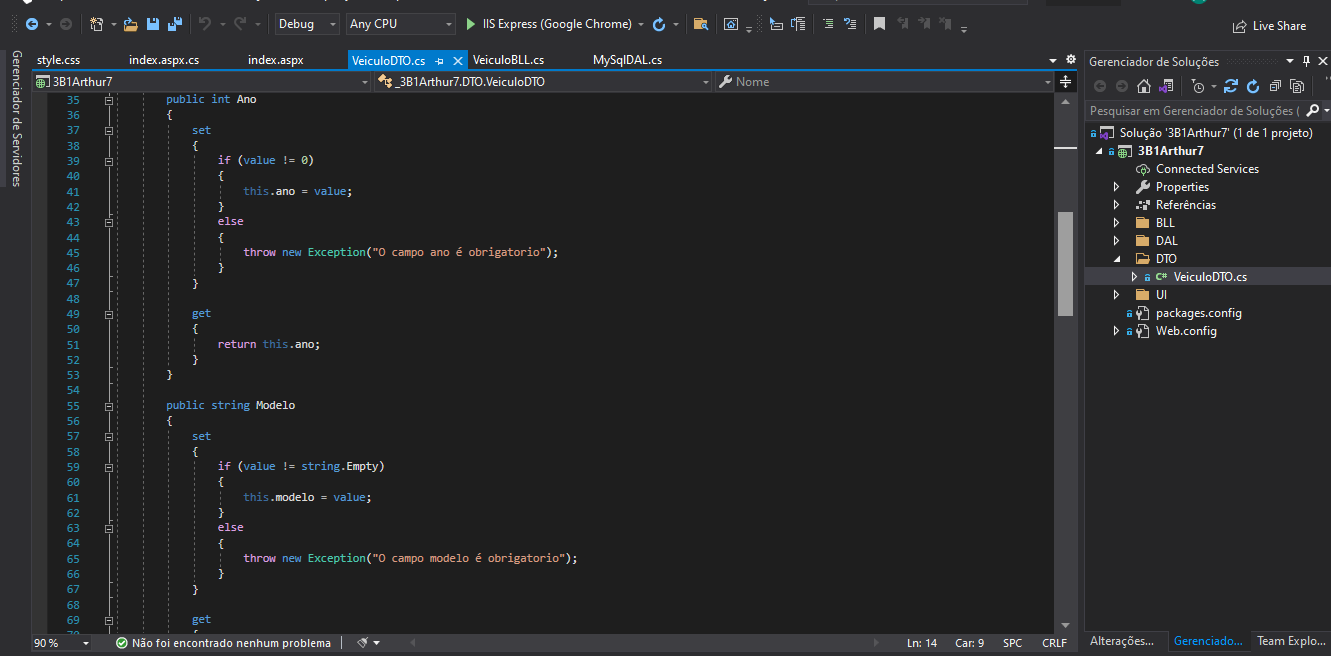 Debug
Any CPU
IIS Express (Google Chrome)
Live Share
Gerenciador de Servidores
style.css
index.aspx.cs
index.aspx
VeiculoDTO.cs
VeiculoBLL.cs
MySqlDAL.cs
3B1Arthur7
_3B1Arthur7.DTO.VeiculoDTO
Nome
35 public int Ano
36 {
37 set
38 {
39 if (value != 0)
40 {
41 this.ano = value;
42 }
43 else
44 {
45 throw new Exception("O campo ano é obrigatorio");
46 }
47 }
48
49 get
50 {
51 return this.ano;
52 }
53 }
54
55 public string Modelo
56 {
57 set
58 {
59 if (value != string.Empty)
60 {
61 this.modelo = value;
62 }
63 else
64 {
65 throw new Exception("O campo modelo é obrigatorio");
66 }
67 }
68
69 get
90 %
Não foi encontrado nenhum problema
Ln: 14
Car: 9
SPC
CRLF
Gerenciador de Soluções
Pesquisar em Gerenciador de Soluções (
Solução '3B1Arthur7' (1 de 1 projeto)
3B1Arthur7
Connected Services
Properties
Referências
BLL
DAL
DTO
C# VeiculoDTO.cs
UI
packages.config
Web.config
Alterações...
Gerenciado...
Team Explo...